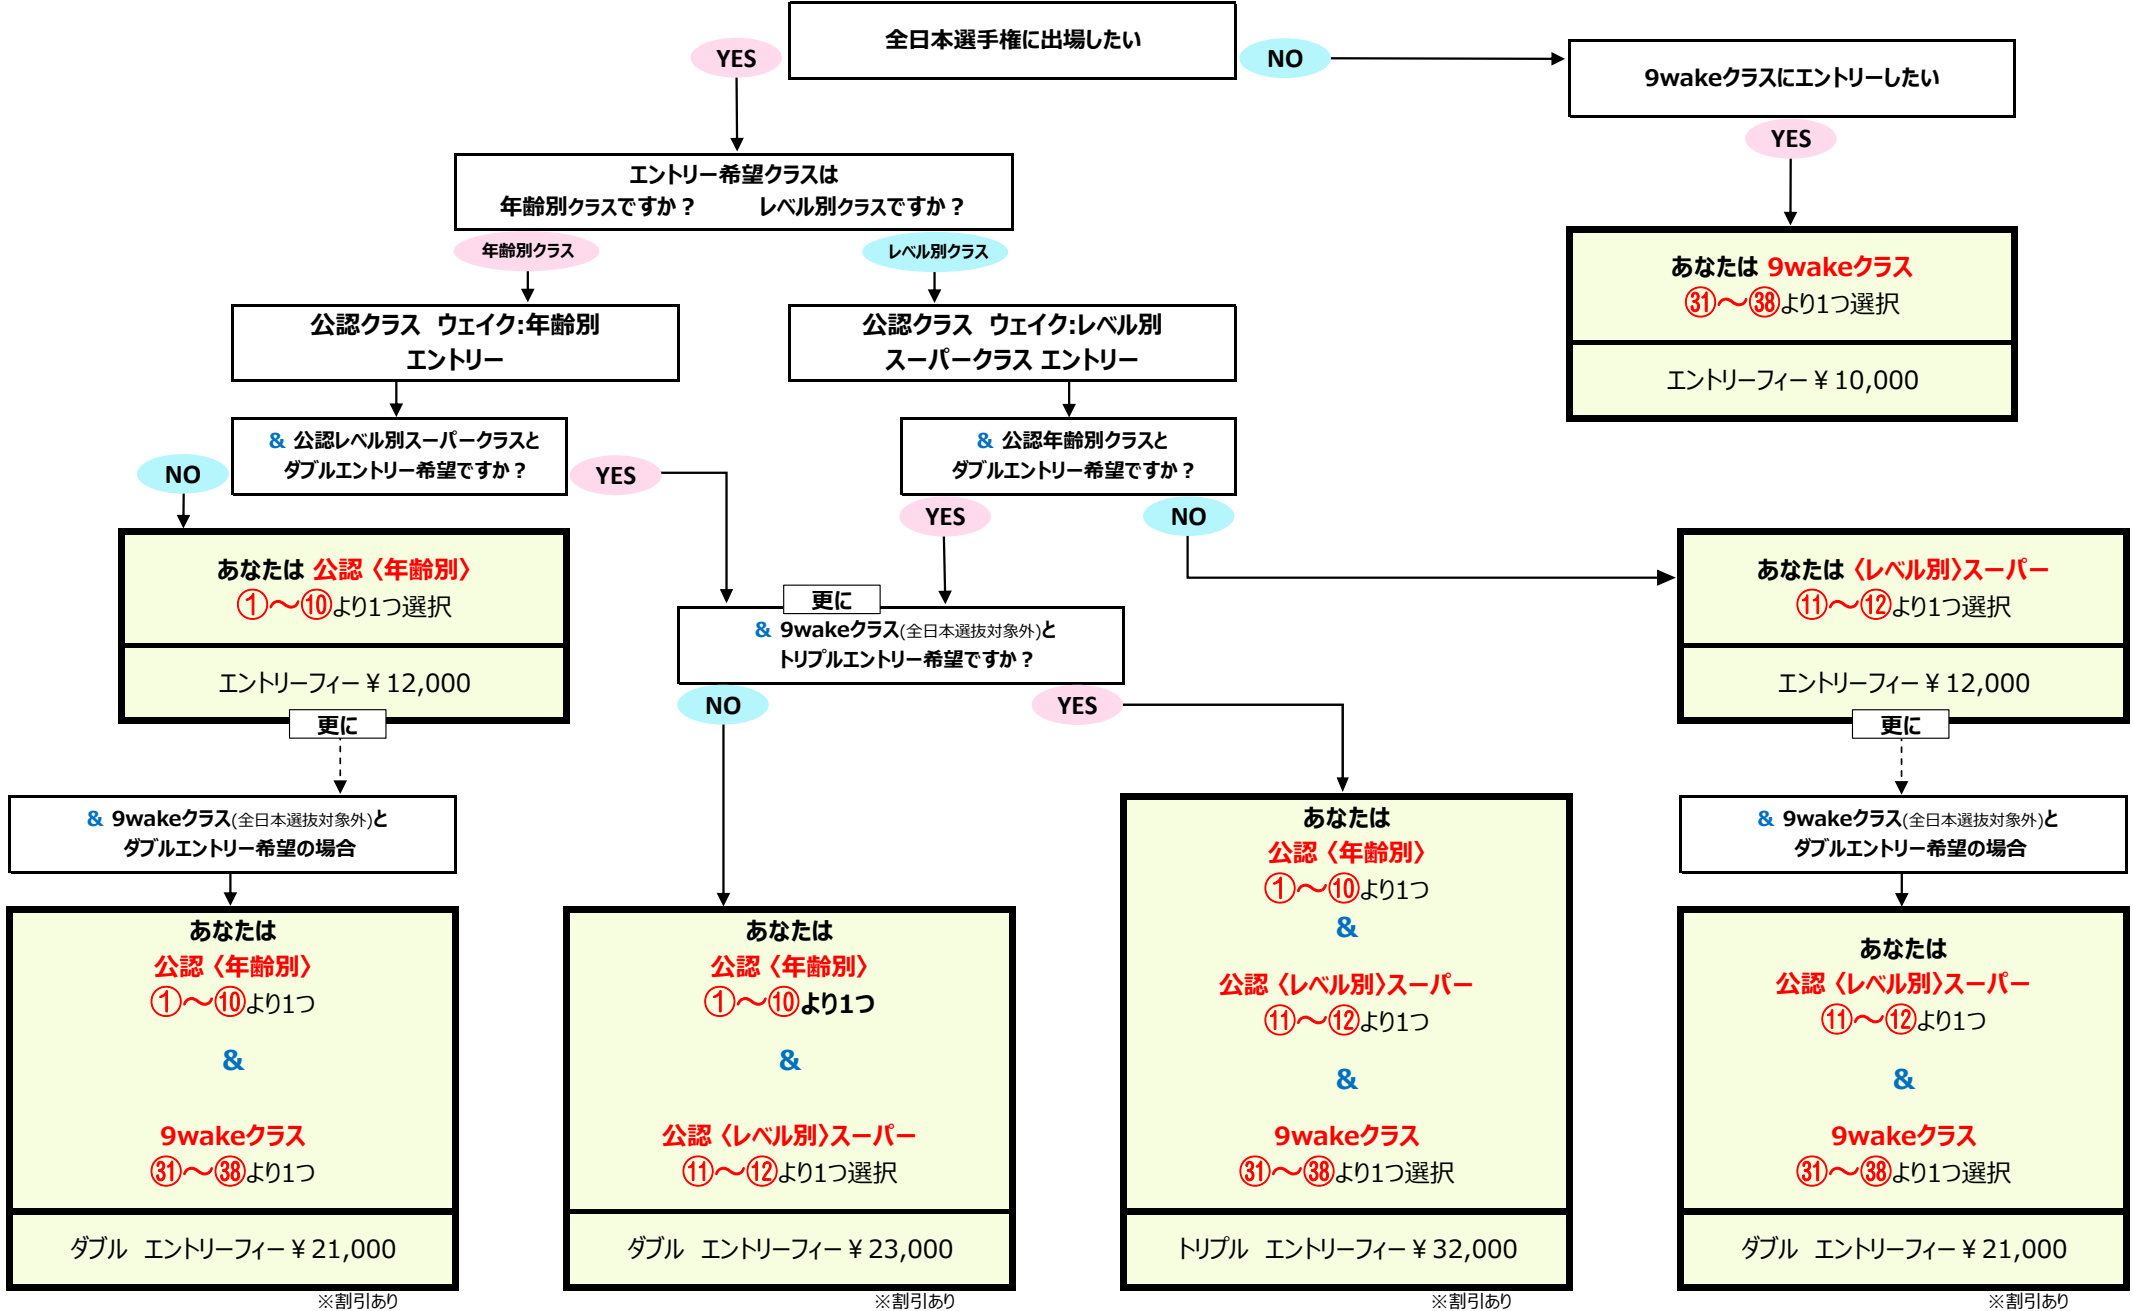 全日本選手権に出場したい
YES
NO
9wakeクラスにエントリーしたい
YES
エントリー希望クラスは
年齢別クラスですか？　　レベル別クラスですか？
年齢別クラス
レベル別クラス
あなたは 9wakeクラス
㉛～㊳より1つ選択
エントリーフィー￥10,000
公認クラス　ウェイク:年齢別
エントリー
公認クラス　ウェイク:レベル別
スーパークラス エントリー
& 公認レベル別スーパークラスと
ダブルエントリー希望ですか？
NO
YES
& 公認年齢別クラスと
ダブルエントリー希望ですか？
YES
NO
あなたは 公認〈年齢別〉
①～⑩より1つ選択
エントリーフィー￥12,000
更に
更に
& 9wakeクラス(全日本選抜対象外)と
トリプルエントリー希望ですか？
NO
YES
あなたは〈レベル別〉スーパー
⑪～⑫より1つ選択
エントリーフィー￥12,000
更に
& 9wakeクラス(全日本選抜対象外)と
ダブルエントリー希望の場合
あなたは
公認〈年齢別〉
①～⑩より1つ
&
9wakeクラス
㉛～㊳より1つ
ダブル　エントリーフィー￥21,000
※割引あり
あなたは
公認〈年齢別〉
①～⑩より1つ
&
公認〈レベル別〉スーパー
⑪～⑫より1つ選択
ダブル　エントリーフィー￥23,000
※割引あり
あなたは
公認〈年齢別〉
①～⑩より1つ
&
公認〈レベル別〉スーパー
⑪～⑫より1つ
&
9wakeクラス
㉛～㊳より1つ選択
トリプル　エントリーフィー￥32,000
※割引あり
& 9wakeクラス(全日本選抜対象外)と
ダブルエントリー希望の場合
あなたは
公認〈レベル別〉スーパー
⑪～⑫より1つ
&
9wakeクラス
㉛～㊳より1つ選択
ダブル　エントリーフィー￥21,000
※割引あり